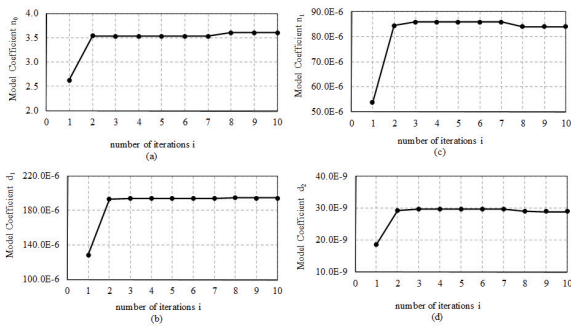 Model Coefficient n₀
4.0
3.5
3.0
2.5
2.0
0 1 2 3 4 5 6 7 8 9 10
number of iterations i
(a)
Model Coefficient n₁
90.0E-6
80.0E-6
70.0E-6
60.0E-6
50.0E-6
0 1 2 3 4 5 6 7 8 9 10
number of iterations i
(c)
Model Coefficient d₁
220.0E-6
180.0E-6
140.0E-6
100.0E-6
0 1 2 3 4 5 6 7 8 9 10
number of iterations i
(b)
Model Coefficient d₂
40.0E-9
30.0E-9
20.0E-9
10.0E-9
0 1 2 3 4 5 6 7 8 9 10
number of iterations i
(d)